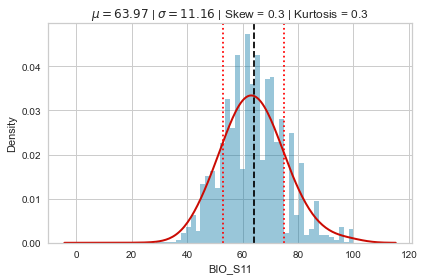 μ = 63.97 | σ = 11.16 | Skew = 0.3 | Kurtosis = 0.3
0.04
0.03
0.02
0.01
0.00
Density
0 20 40 60 80 100 120
BIO_S11